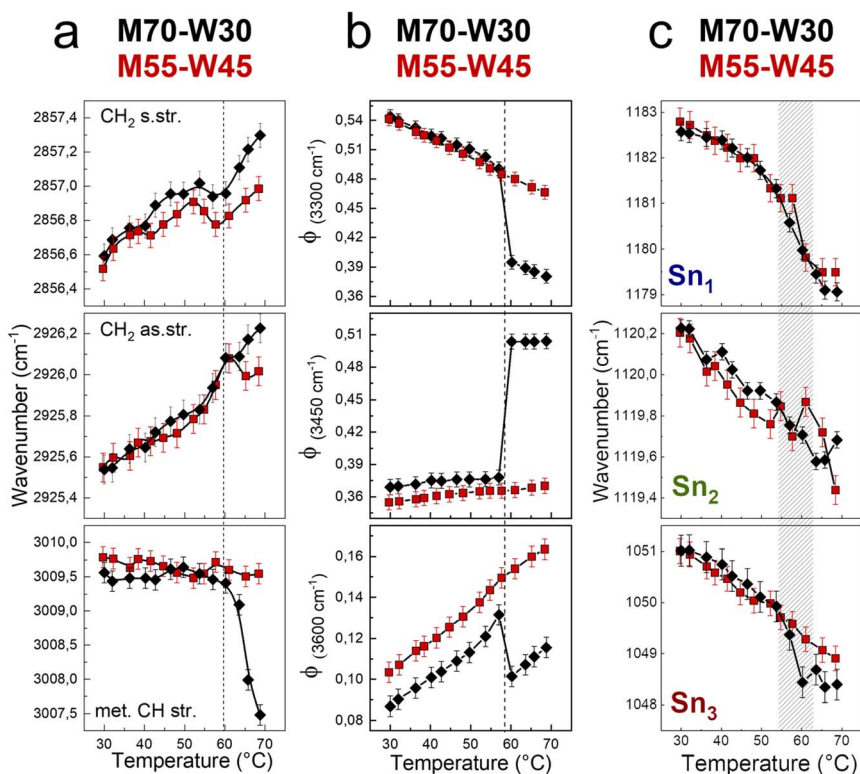 a M70-W30 b M70-W30 c M70-W30
M55-W45 M55-W45 M55-W45
CH₂ s.str.
2857,4
2857,2
2857,0
2856,8
2856,6
2856,4
CH₂ as.str.
2926,2
2926,0
2925,8
2925,6
2925,4
met. CH str.
3010,0
3009,5
3009,0
3008,5
3008,0
3007,5
Wavenumber (cm⁻¹)
30 40 50 60 70
Temperature (°C)
ϕ (3300 cm⁻¹)
0,54
0,51
0,48
0,45
0,42
0,39
0,36
ϕ (3450 cm⁻¹)
0,51
0,48
0,45
0,42
0,39
0,36
ϕ (3600 cm⁻¹)
0,16
0,14
0,12
0,10
0,08
30 40 50 60 70
Temperature (°C)
Sn₁
1183
1182
1181
1180
1179
Sn₂
1120,2
1120,0
1119,8
1119,6
1119,4
Sn₃
1051
1050
1049
1048
Wavenumber (cm⁻¹)
30 40 50 60 70
Temperature (°C)